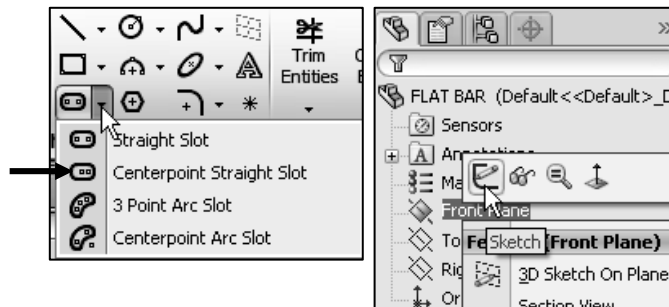 Trim
Entities
Straight Slot
Centerpoint Straight Slot
3 Point Arc Slot
Centerpoint Arc Slot
FLAT BAR (Default<<Default>_D
Sensors
Front Plane
Sketch
(Front Plane)
3D Sketch On Plane
Section View